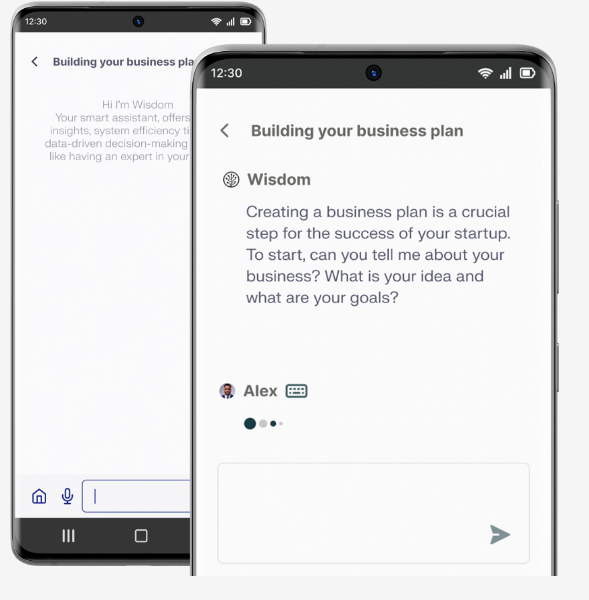 12:30
Building your business pla
Hi I'm Wisdom
Your smart assistant, offers
insights, system efficiency ti
data-driven decision-making
like having an expert in your
12:30
Building your business plan
Wisdom
Creating a business plan is a crucial
step for the success of your startup.
To start, can you tell me about your
business? What is your idea and
what are your goals?
Alex